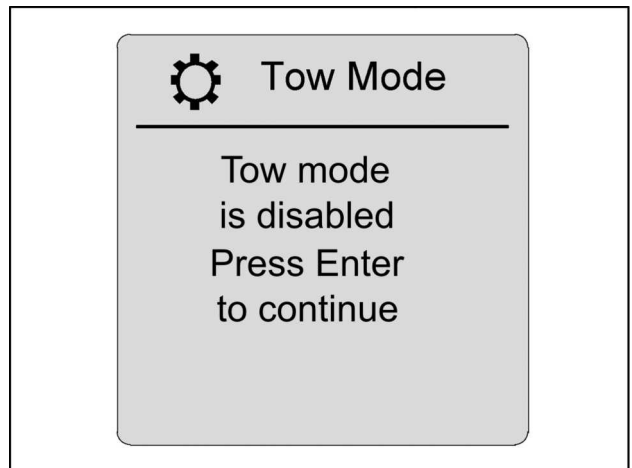 Tow Mode
Tow mode
is disabled
Press Enter
to continue